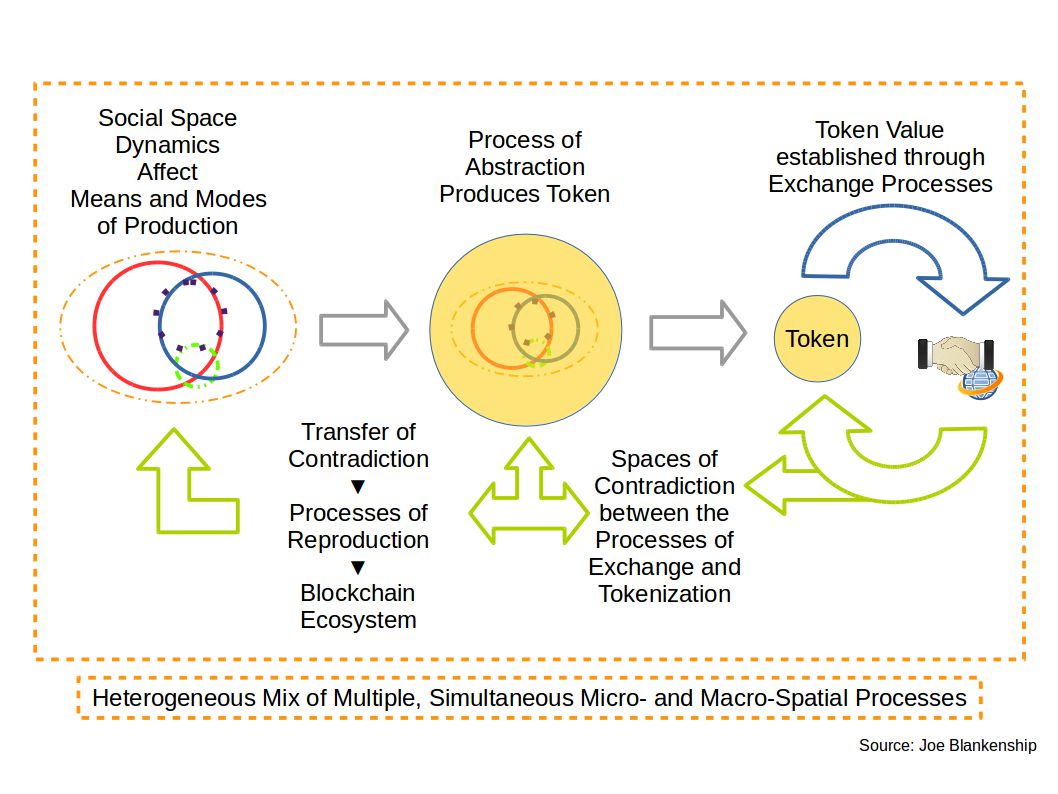 Social Space
Dynamics
Affect
Means and Modes
of Production
Process of
Abstraction
Produces Token
Token Value
established through
Exchange Processes
Token
Transfer of
Contradiction
▼
Processes of
Reproduction
▼
Blockchain
Ecosystem
Spaces of
Contradiction
between the
Processes of
Exchange and
Tokenization
Heterogeneous Mix of Multiple, Simultaneous Micro- and Macro-Spatial Processes
Source: Joe Blankenship